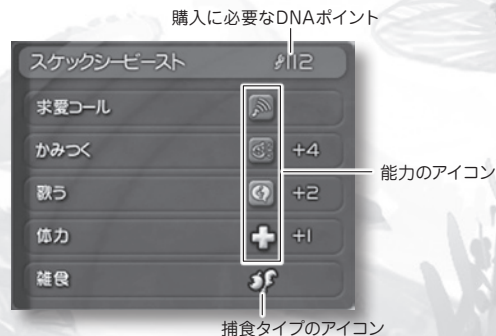 購入に必要なDNAポイント
スケックシービースト 112
求愛コール
かみつく +4
能力のアイコン
歌う +2
体力 +1
雑食
捕食タイプのアイコン